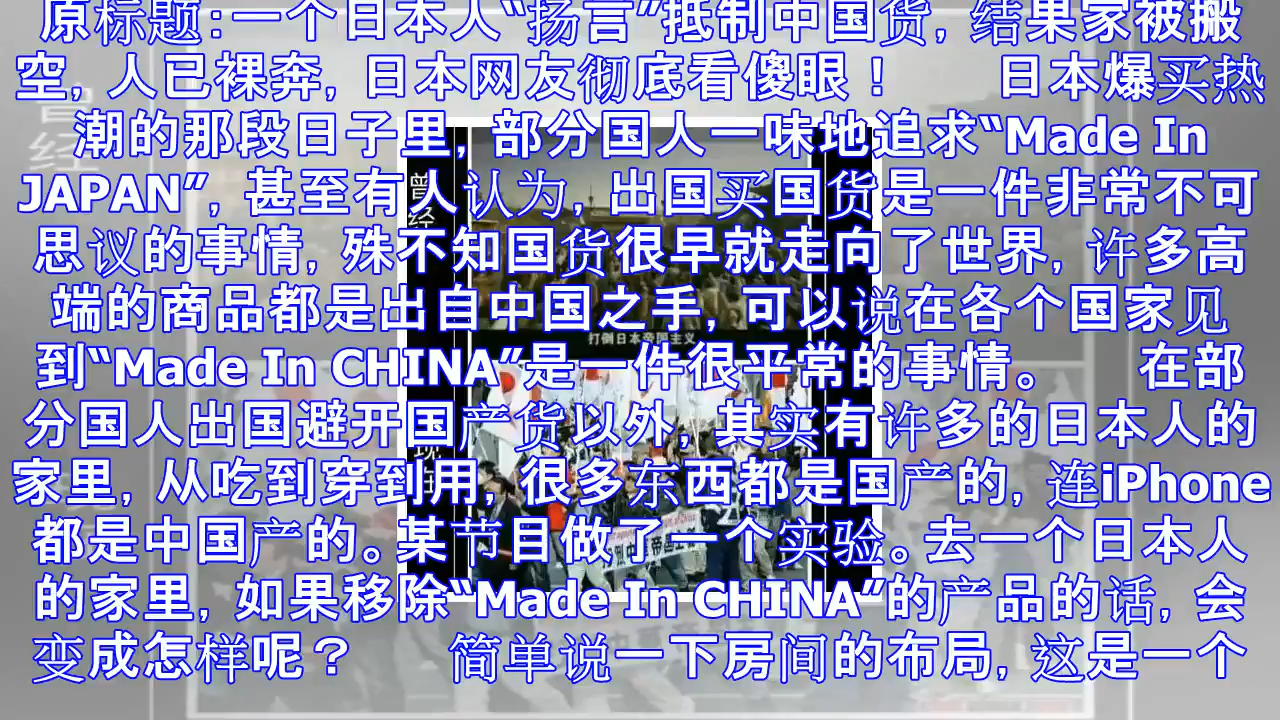 原标题：一个日本人“扬言”抵制中国货，结果家被搬
空，人已裸奔，日本网友彻底看傻眼！ 日本爆买热
潮的那段日子里，部分国人一味地追求“Made In
JAPAN”，甚至有人认为，出国买国货是一件非常不可
思议的事情，殊不知国货很早就走向了世界，许多高
端的商品都是出自中国之手，可以说在各个国家见
到“Made In CHINA”是一件很平常的事情。 在部
分国人出国避开国产货以外，其实有许多的日本人的
家里，从吃到穿到用，很多东西都是国产的，连iPhone
都是中国产的。某节目做了一个实验。去一个日本人
的家里，如果移除“Made In CHINA”的产品的话，会
变成怎样呢？ 简单说一下房间的布局，这是一个
曾经
打倒日本帝国主义
现在